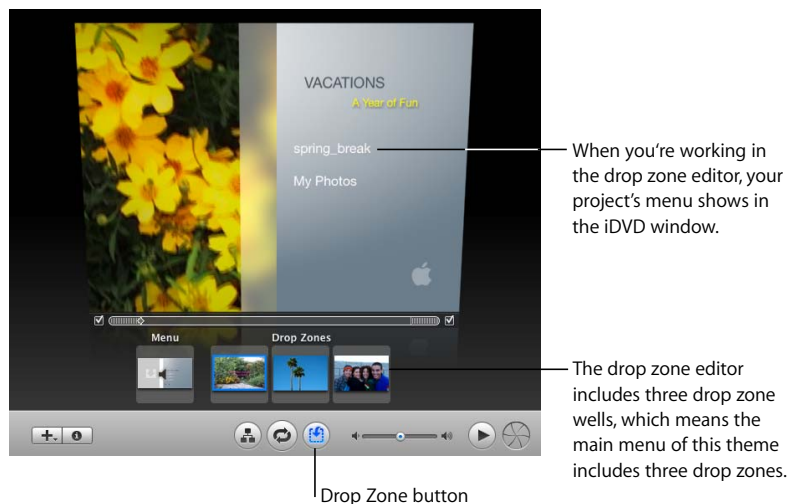 VACATIONS
A Year of Fun
spring_break
My Photos
Menu
Drop Zones
When you're working in
the drop zone editor, your
project's menu shows in
the iDVD window.
The drop zone editor
includes three drop zone
wells, which means the
main menu of this theme
includes three drop zones.
Drop Zone button